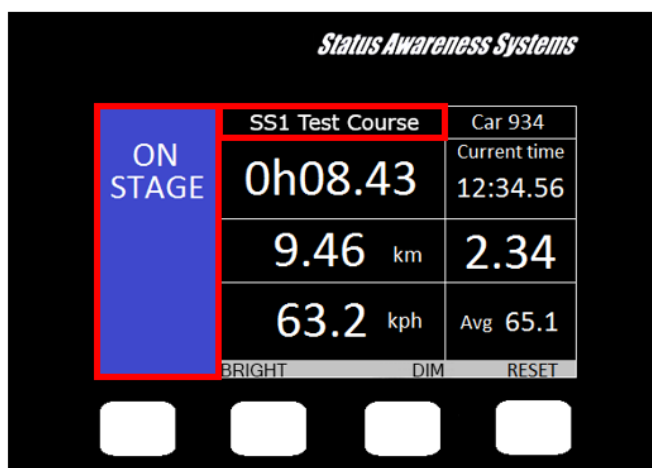 Status Awareness Systems
ON
STAGE
SS1 Test Course
Car 934
0h08.43
Current time
12:34.56
9.46 km
2.34
63.2 kph
Avg 65.1
BRIGHT DIM RESET